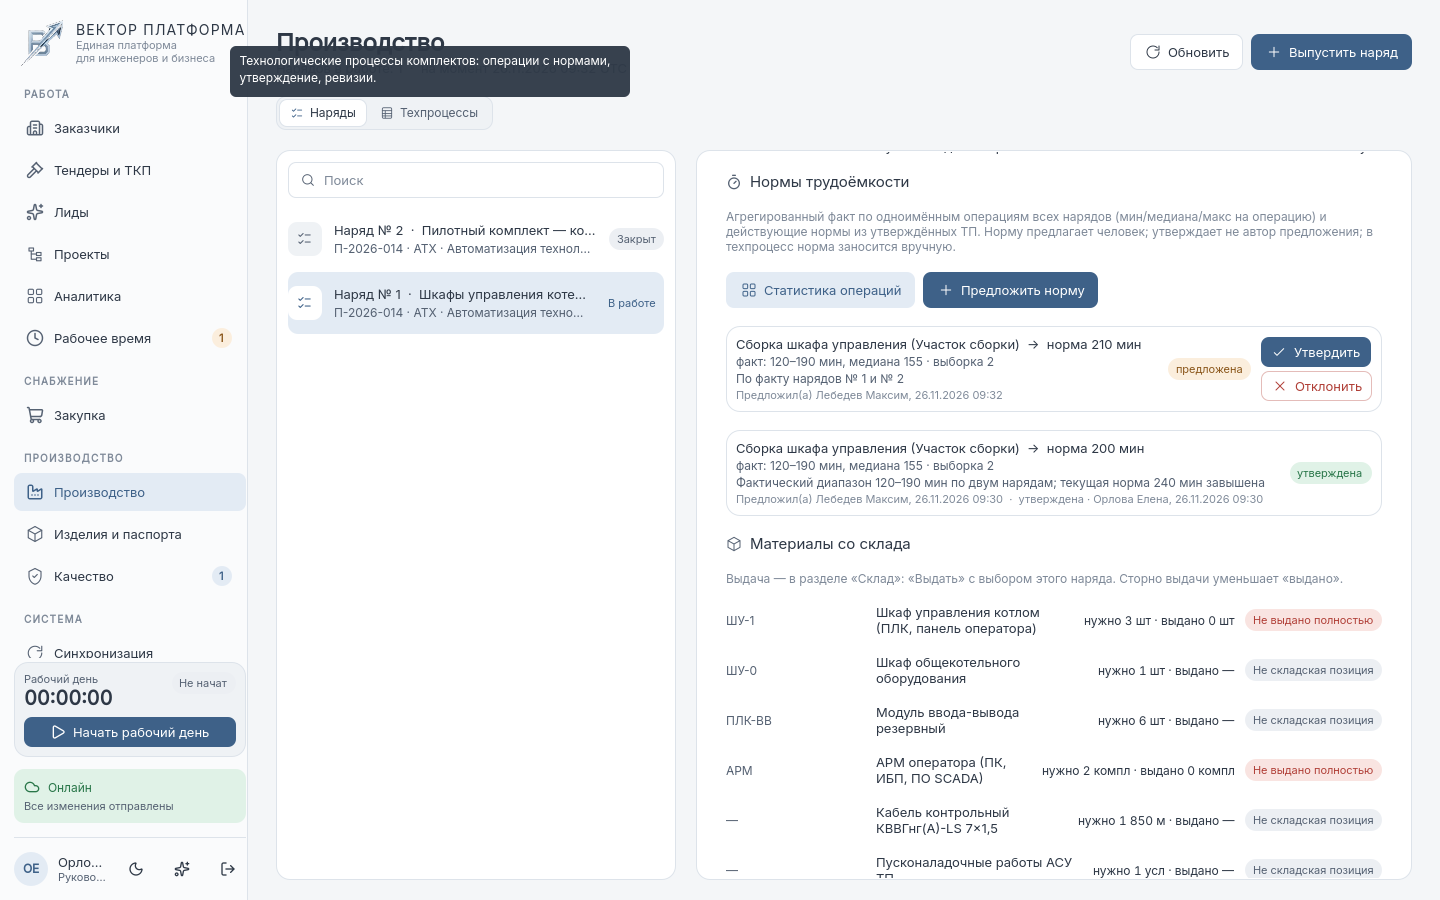 ВЕКТОР ПЛАТФОРМА
Единая платформа
для инженеров и бизнеса
РАБОТА
Заказчики
Тендеры и ТКП
Лиды
Проекты
Аналитика
Рабочее время
1
СНАБЖЕНИЕ
Закупка
ПРОИЗВОДСТВО
Производство
Изделия и паспорта
Качество
1
СИСТЕМА
Синхронизация
Рабочий день
Не начат
00:00:00
Начать рабочий день
Онлайн
Все изменения отправлены
ОЕ
Орло...
Руково...
Производство
Технологические процессы комплектов: операции с нормами,
утверждение, ревизии.
Обновить
Выпустить наряд
Наряды
Техпроцессы
Поиск
Наряд № 2 · Пилотный комплект — ко...
П-2026-014 · АТХ · Автоматизация технол...
Закрыт
Наряд № 1 · Шкафы управления коте...
П-2026-014 · АТХ · Автоматизация техно...
В работе
Нормы трудоёмкости
Агрегированный факт по одноимённым операциям всех нарядов (мин/медиана/макс на операцию) и
действующие нормы из утверждённых ТП. Норму предлагает человек; утверждает не автор предложения; в
техпроцесс норма заносится вручную.
Статистика операций
Предложить норму
Сборка шкафа управления (Участок сборки) → норма 210 мин
факт: 120–190 мин, медиана 155 · выборка 2
По факту нарядов № 1 и № 2
Предложил(а) Лебедев Максим, 26.11.2026 09:32
предложена
Утвердить
Отклонить
Сборка шкафа управления (Участок сборки) → норма 200 мин
факт: 120–190 мин, медиана 155 · выборка 2
Фактический диапазон 120–190 мин по двум нарядам; текущая норма 240 мин завышена
Предложил(а) Лебедев Максим, 26.11.2026 09:30 · утверждена · Орлова Елена, 26.11.2026 09:30
утверждена
Материалы со склада
Выдача — в разделе «Склад»: «Выдать» с выбором этого наряда. Сторно выдачи уменьшает «выдано».
ШУ-1
Шкаф управления котлом
(ПЛК, панель оператора)
нужно 3 шт · выдано 0 шт
Не выдано полностью
ШУ-0
Шкаф общекотельного
оборудования
нужно 1 шт · выдано —
Не складская позиция
ПЛК-ВВ
Модуль ввода-вывода
резервный
нужно 6 шт · выдано —
Не складская позиция
АРМ
АРМ оператора (ПК,
ИБП, ПО SCADA)
нужно 2 компл · выдано 0 компл
Не выдано полностью
—
Кабель контрольный
КВВГнг(А)-LS 7×1,5
нужно 1 850 м · выдано —
Не складская позиция
—
Пусконаладочные работы АСУ
ТП
нужно 1 усл · выдано —
Не складская позиция